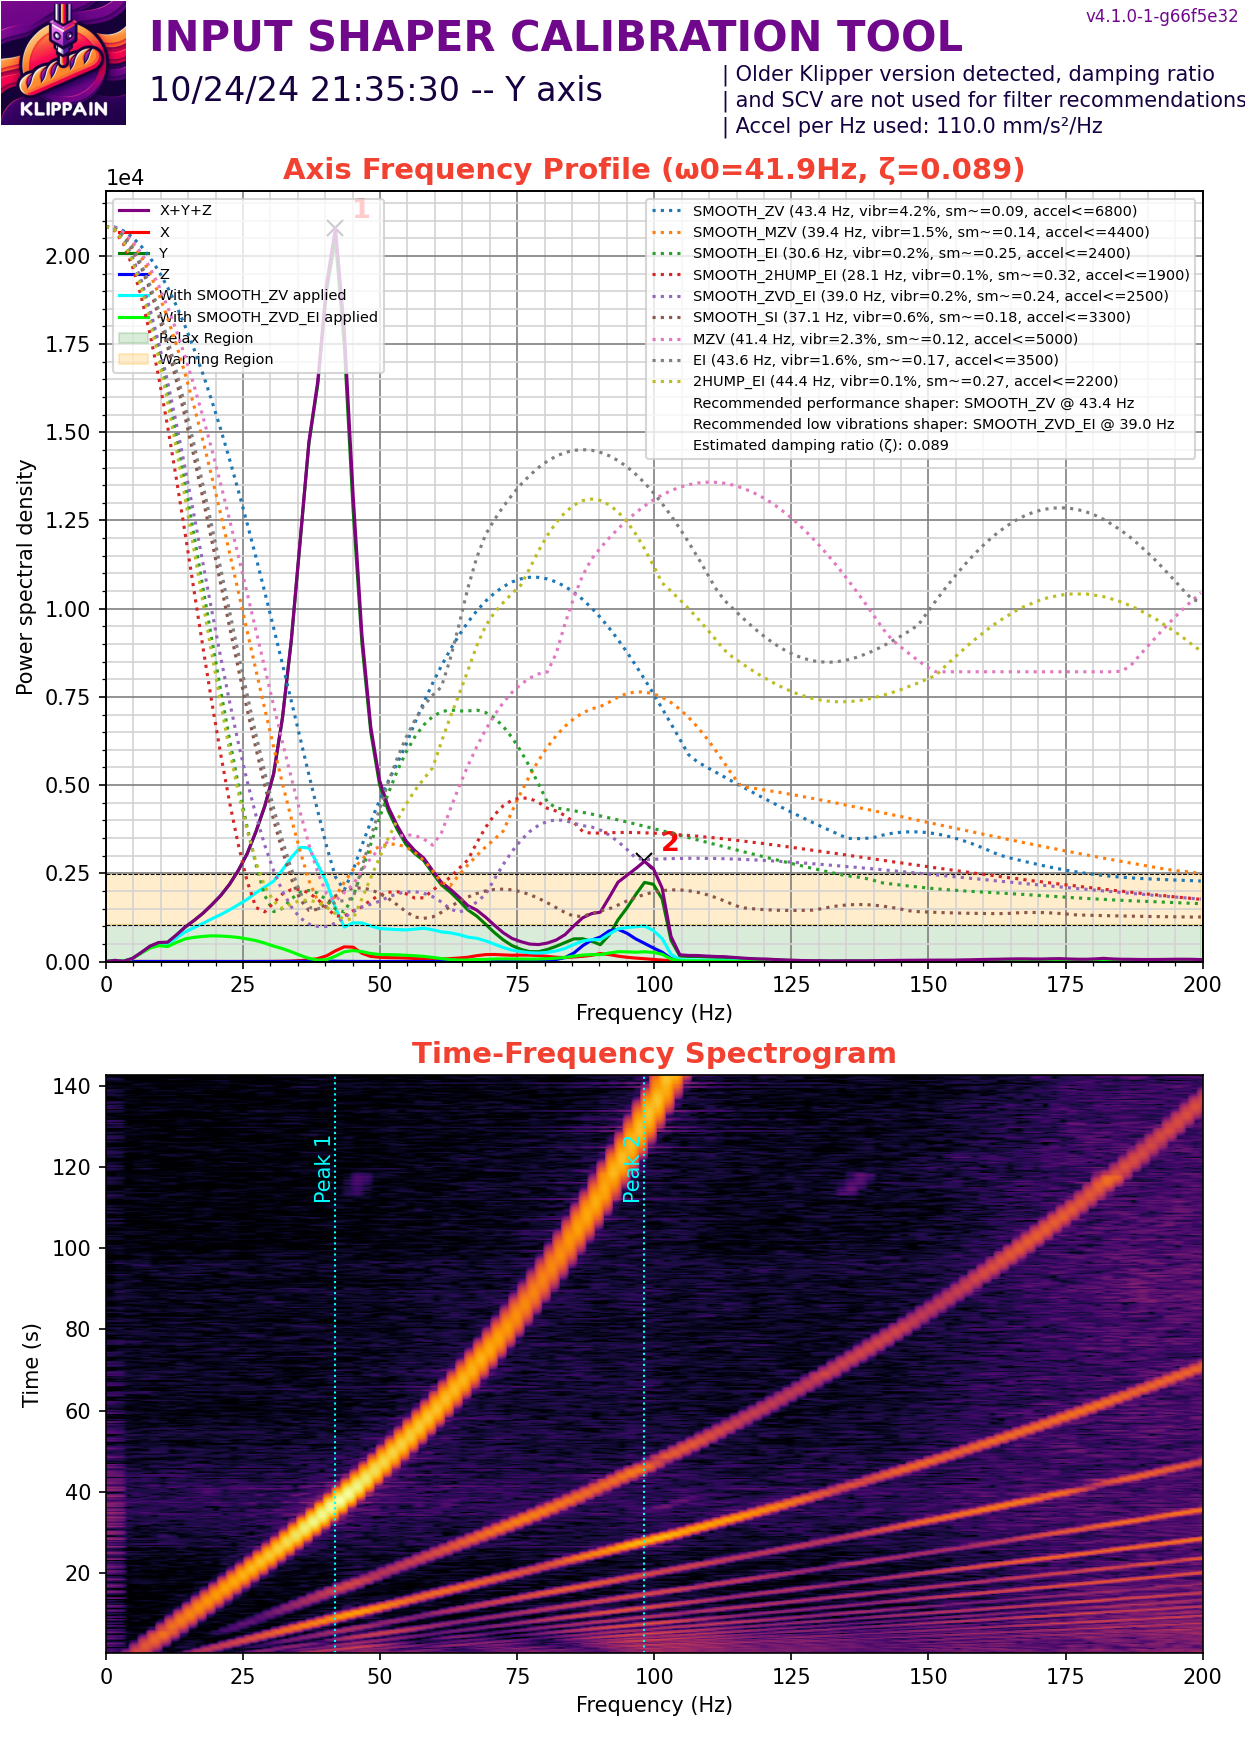 v4.1.0-1-g66f5e32
INPUT SHAPER CALIBRATION TOOL
10/24/24 21:35:30 -- Y axis
| Older Klipper version detected, damping ratio
| and SCV are not used for filter recommendations
| Accel per Hz used: 110.0 mm/s²/Hz
KLIPPAIN
Axis Frequency Profile (ω0=41.9Hz, ζ=0.089)
1e4
X+Y+Z
X
Y
Z
With SMOOTH_ZV applied
With SMOOTH_ZVD_EI applied
Relax Region
Warning Region
1
SMOOTH_ZV (43.4 Hz, vibr=4.2%, sm~=0.09, accel<=6800)
SMOOTH_MZV (39.4 Hz, vibr=1.5%, sm~=0.14, accel<=4400)
SMOOTH_EI (30.6 Hz, vibr=0.2%, sm~=0.25, accel<=2400)
SMOOTH_2HUMP_EI (28.1 Hz, vibr=0.1%, sm~=0.32, accel<=1900)
SMOOTH_ZVD_EI (39.0 Hz, vibr=0.2%, sm~=0.24, accel<=2500)
SMOOTH_SI (37.1 Hz, vibr=0.6%, sm~=0.18, accel<=3300)
MZV (41.4 Hz, vibr=2.3%, sm~=0.12, accel<=5000)
EI (43.6 Hz, vibr=1.6%, sm~=0.17, accel<=3500)
2HUMP_EI (44.4 Hz, vibr=0.1%, sm~=0.27, accel<=2200)
Recommended performance shaper: SMOOTH_ZV @ 43.4 Hz
Recommended low vibrations shaper: SMOOTH_ZVD_EI @ 39.0 Hz
Estimated damping ratio (ζ): 0.089
2
Power spectral density
2.00
1.75
1.50
1.25
1.00
0.75
0.50
0.25
0.00
0 25 50 75 100 125 150 175 200
Frequency (Hz)
Time-Frequency Spectrogram
Time (s)
140
120
100
80
60
40
20
Peak 1
Peak 2
0 25 50 75 100 125 150 175 200
Frequency (Hz)